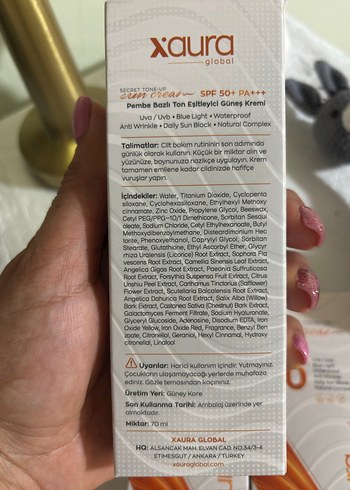 xaura
global
SECRET TONE-UP
sun cream SPF 50+ PA+++
Pembe Bazlı Ton Eşitleyici Güneş Kremi
Uva / Uvb • Blue Light • Waterproof
Anti Wrinkle • Daily Sun Block • Natural Complex
Talimatlar: Cilt bakım rutininin son adımında
günlük olarak kullanın. Küçük bir miktar alın ve
yüzünüze, boynunuza nazikçe uygulayın. Krem
tamamen emilene kadar cildinizde hafifçe
vuruşlar yapın.
İçindekiler: Water, Titanium Dioxide, Cyclopenta
siloxane, Cyclohexasiloxane, Ethylhexyl Methoxy
cinnamate, Zinc Oxide, Propylene Glycol, Beeswax,
Cetyl PEG/PPG-10/1 Dimethicone, Sorbitan Sesqui
oleate, Sodium Chloride, Cetyl Ethylhexanoate, Butyl
Methoxydibenzoylmethane, Disteardimonium Hec
torite, Phenoxyethanol, Caprylyl Glycol, Sorbitan
Stearate, Glutathione, Ethyl Ascorbyl Ether, Glycyr
rhiza Uralensis (Licorice) Root Extract, Sophora Fla
vescens Root Extract, Camellia Sinensis Leaf Extract,
Angelica Gigas Root Extract, Paeonia Suffruticosa
Root Extract, Forsythia Suspensa Fruit Extract, Citrus
Unshiu Peel Extract, Carthamus Tinctorius (Safflower)
Flower Extract, Scutellaria Baicalensis Root Extract,
Angelica Dahurica Root Extract, Salix Alba (Willow)
Bark Extract, Castanea Sativa (Chestnut) Bark Extract,
Galactomyces Ferment Filtrate, Sodium Hyaluronate,
Glyceryl Glucoside, Adenosine, Disodium EDTA, Iron
Oxide Yellow, Iron Oxide Red, Fragrance, Benzyl Ben
zoate, Citronellol, Geraniol, Hexyl Cinnamal, Hydroxy
citronellal, Linalool
Uyarılar: Harici kullanım içindir. Yutmayınız.
Çocukların ulaşamayacağı yerlerde muhafaza
ediniz. Gözle temasından kaçınınız.
Üretim Yeri: Güney Kore
Son Kullanma Tarihi: Ambalaj üzerinde yer
almaktadır.
Miktar: 70 ml
XAURA GLOBAL
HQ: ALSANCAK MAH. ELVAN CAD. NO.34/3-4
ETIMESGUT / ANKARA / TURKEY
xauraglobal.com